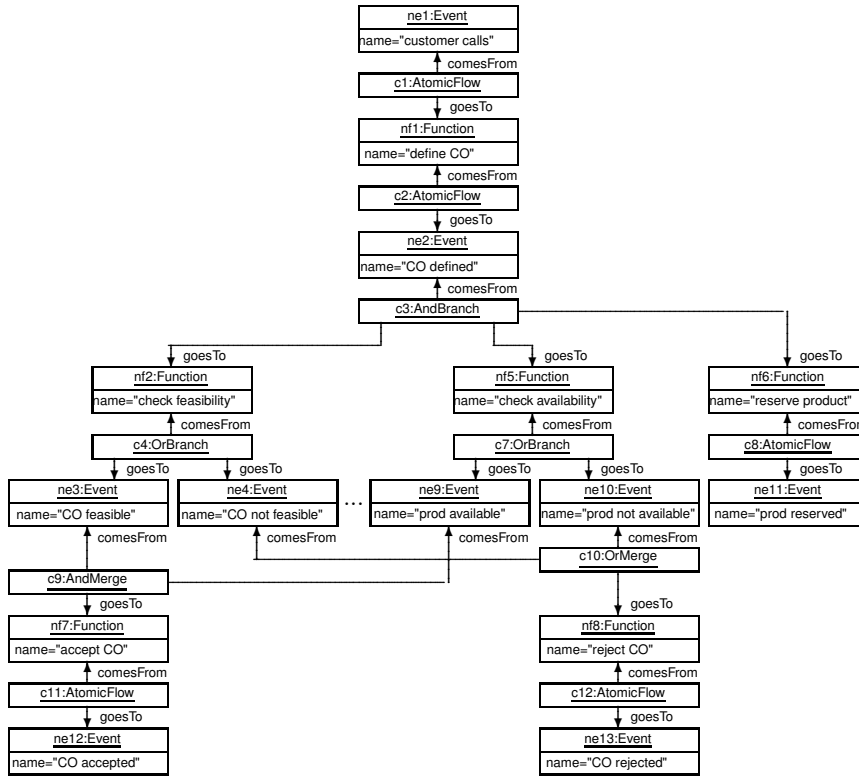 ne1:Event
name="customer calls"
comesFrom
c1:AtomicFlow
goesTo
nf1:Function
name="define CO"
comesFrom
c2:AtomicFlow
goesTo
ne2:Event
name="CO defined"
comesFrom
c3:AndBranch
goesTo goesTo goesTo
nf2:Function nf5:Function nf6:Function
name="check feasibility" name="check availability" name="reserve product"
comesFrom comesFrom comesFrom
c4:OrBranch c7:OrBranch c8:AtomicFlow
goesTo goesTo goesTo goesTo goesTo
ne3:Event ne4:Event ne9:Event ne10:Event ne11:Event
name="CO feasible" name="CO not feasible" ... name="prod available" name="prod not available" name="prod reserved"
comesFrom comesFrom comesFrom comesFrom
c9:AndMerge c10:OrMerge
goesTo goesTo
nf7:Function nf8:Function
name="accept CO" name="reject CO"
comesFrom comesFrom
c11:AtomicFlow c12:AtomicFlow
goesTo goesTo
ne12:Event ne13:Event
name="CO accepted" name="CO rejected"